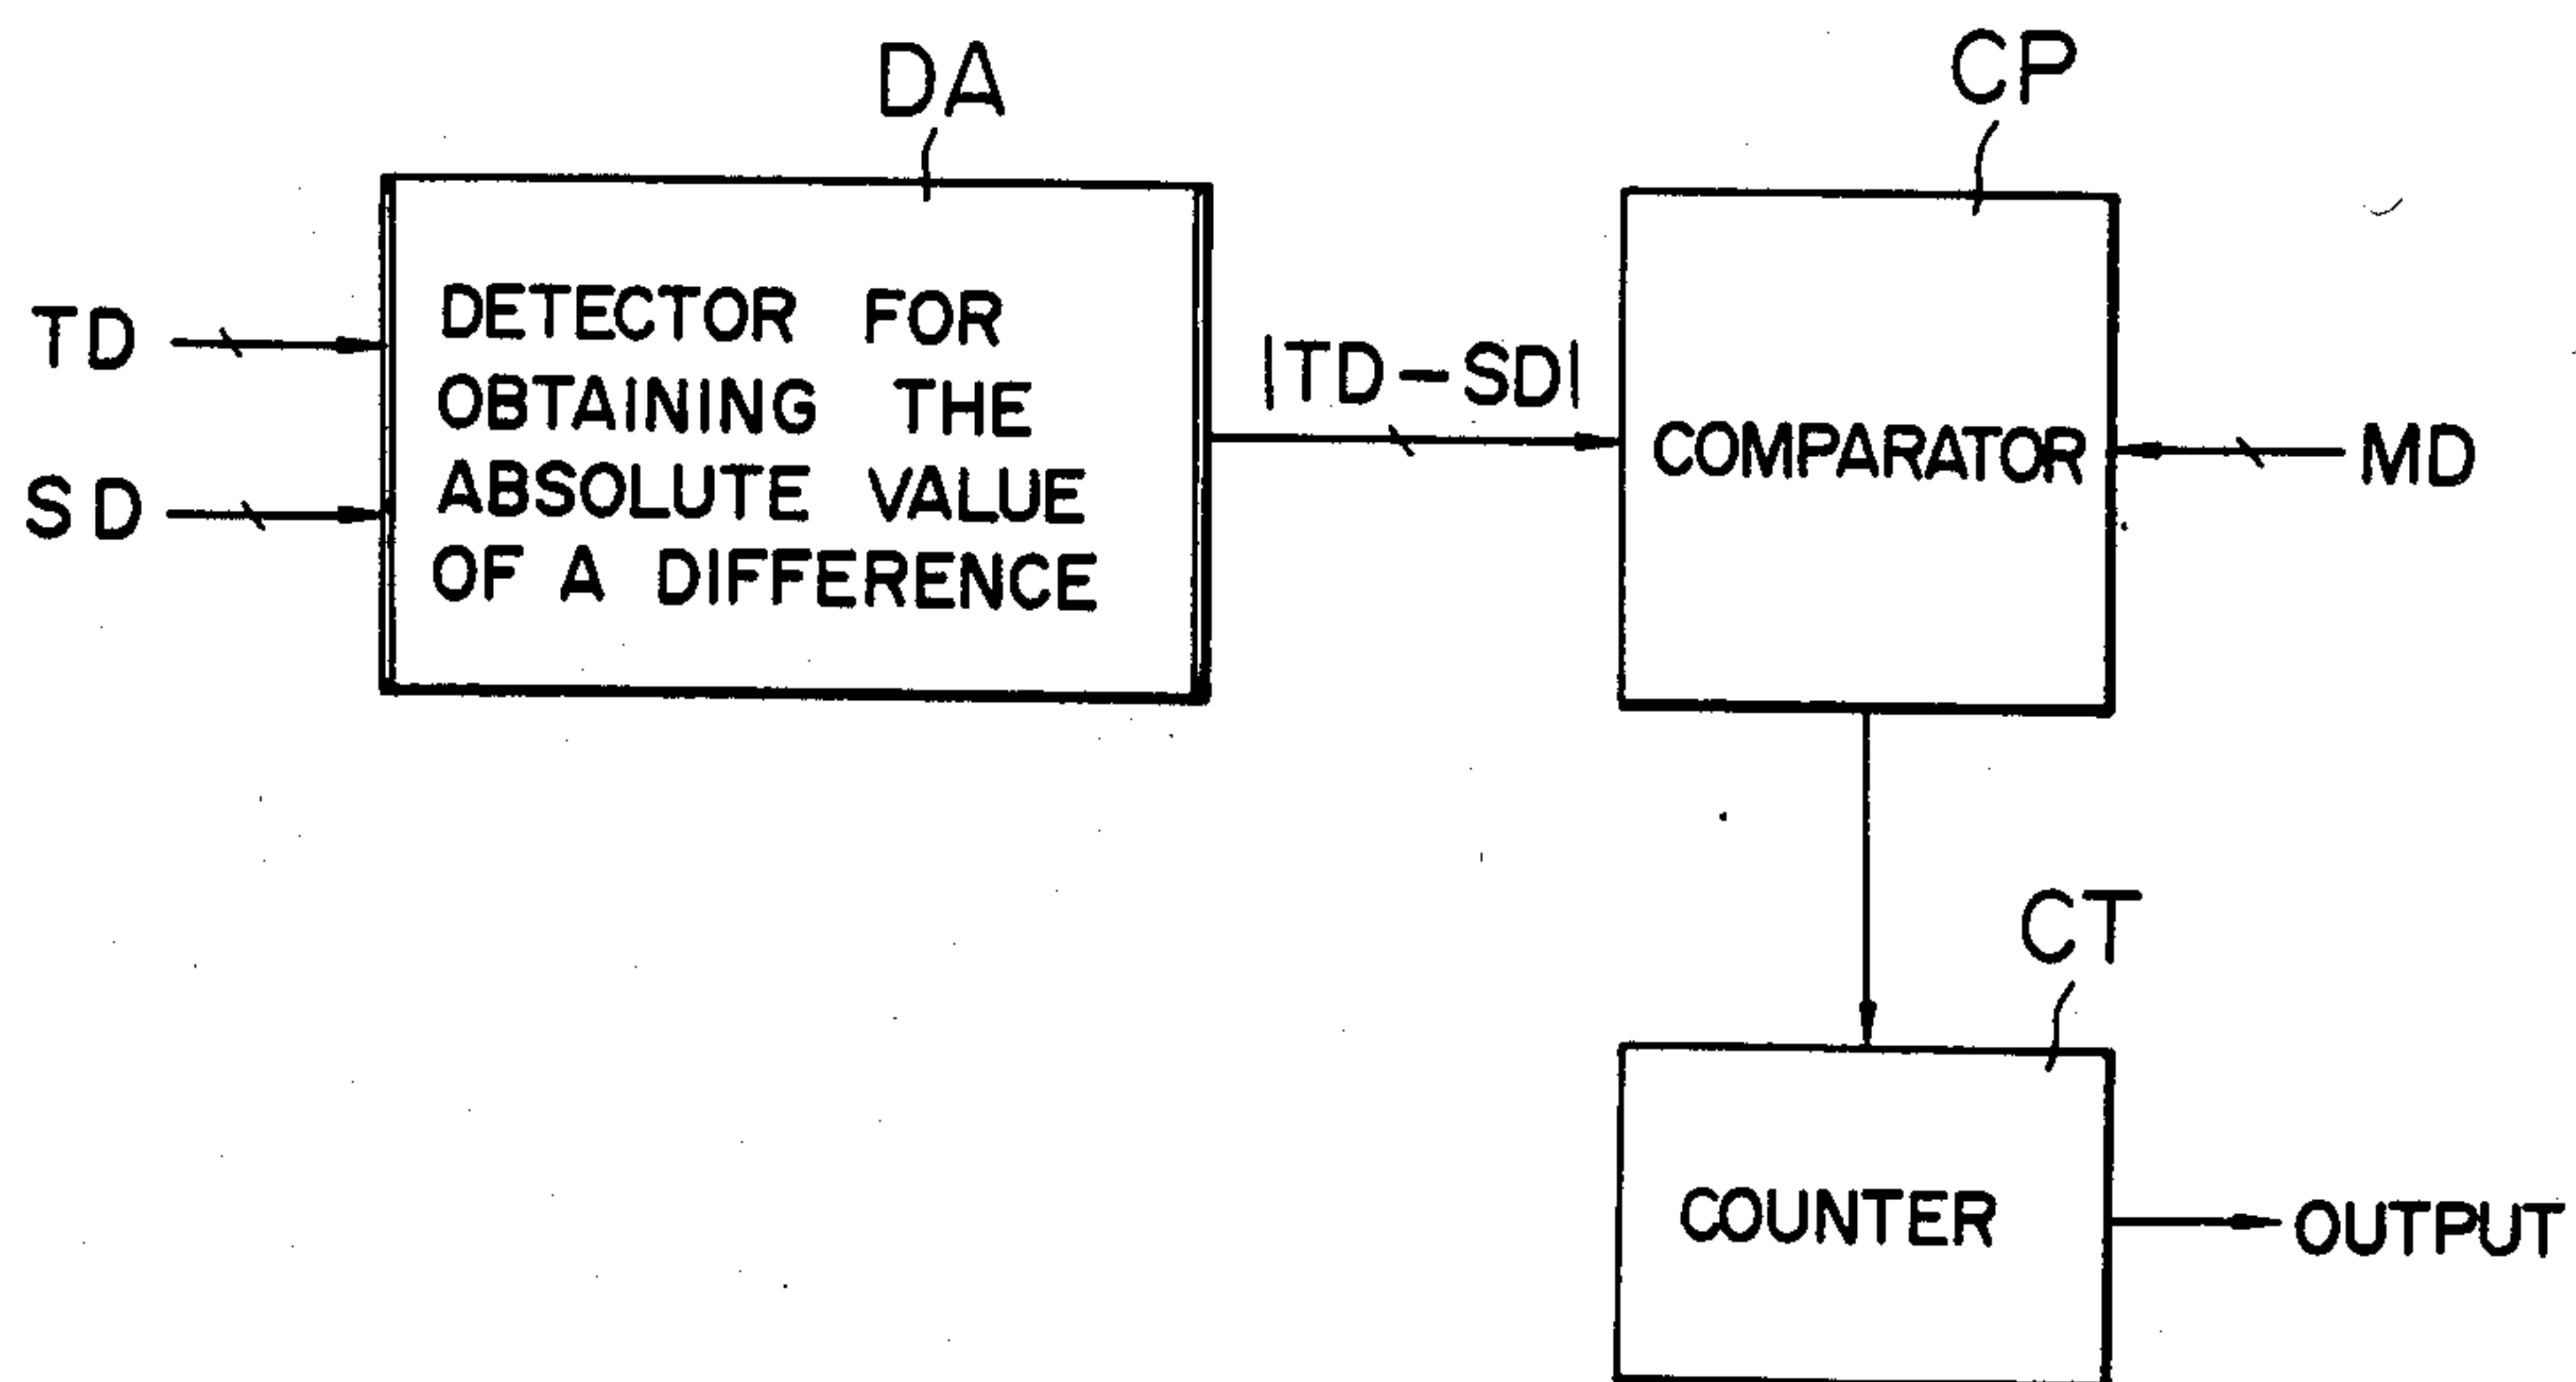 DA
CP
TD
SD
DETECTOR FOR
OBTAINING THE
ABSOLUTE VALUE
OF A DIFFERENCE
|TD-SD|
COMPARATOR
MD
CT
COUNTER
OUTPUT